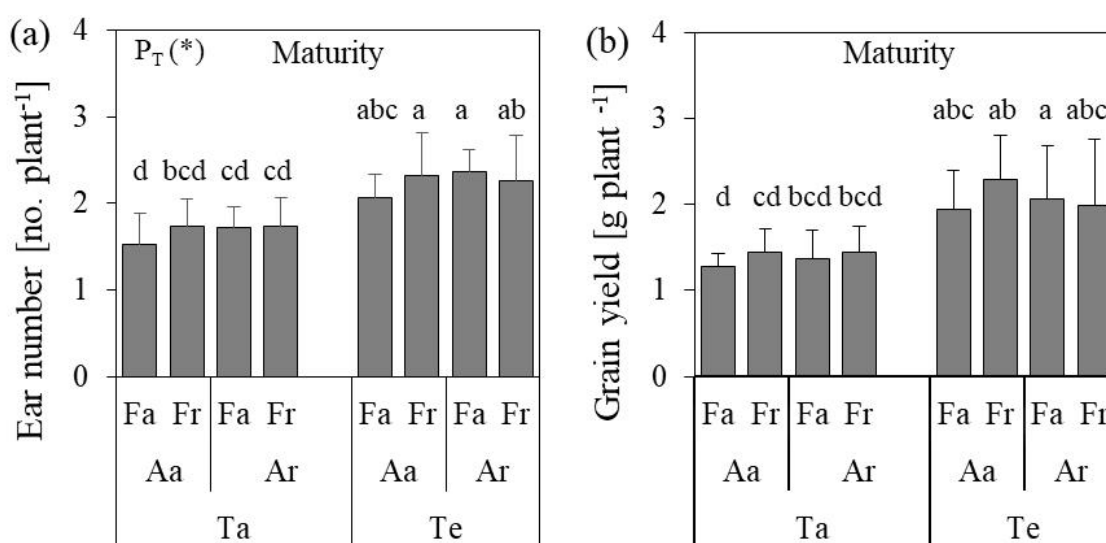 (a)
Ear number [no. plant⁻¹]
4
3
2
1
0
P_T (*) Maturity
d bcd cd cd
abc a a ab
Fa Fr Fa Fr Fa Fr Fa Fr
Aa Ar Aa Ar
Ta Te
(b)
Grain yield [g plant ⁻¹]
4
3
2
1
0
Maturity
d cd bcd bcd
abc ab a abc
Fa Fr Fa Fr Fa Fr Fa Fr
Aa Ar Aa Ar
Ta Te